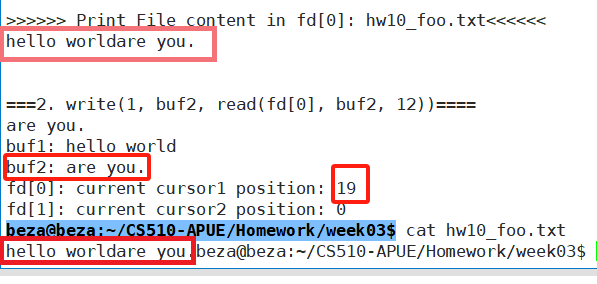 >>>>>> Print File content in fd[0]: hw10_foo.txt<<<<<<
hello worldare you.
===2. write(1, buf2, read(fd[0], buf2, 12))====
are you.
buf1: hello world
buf2: are you.
fd[0]: current cursor1 position: 19
fd[1]: current cursor2 position: 0
beza@beza:~/CS510-APUE/Homework/week03$ cat hw10_foo.txt
hello worldare you.beza@beza:~/CS510-APUE/Homework/week03$